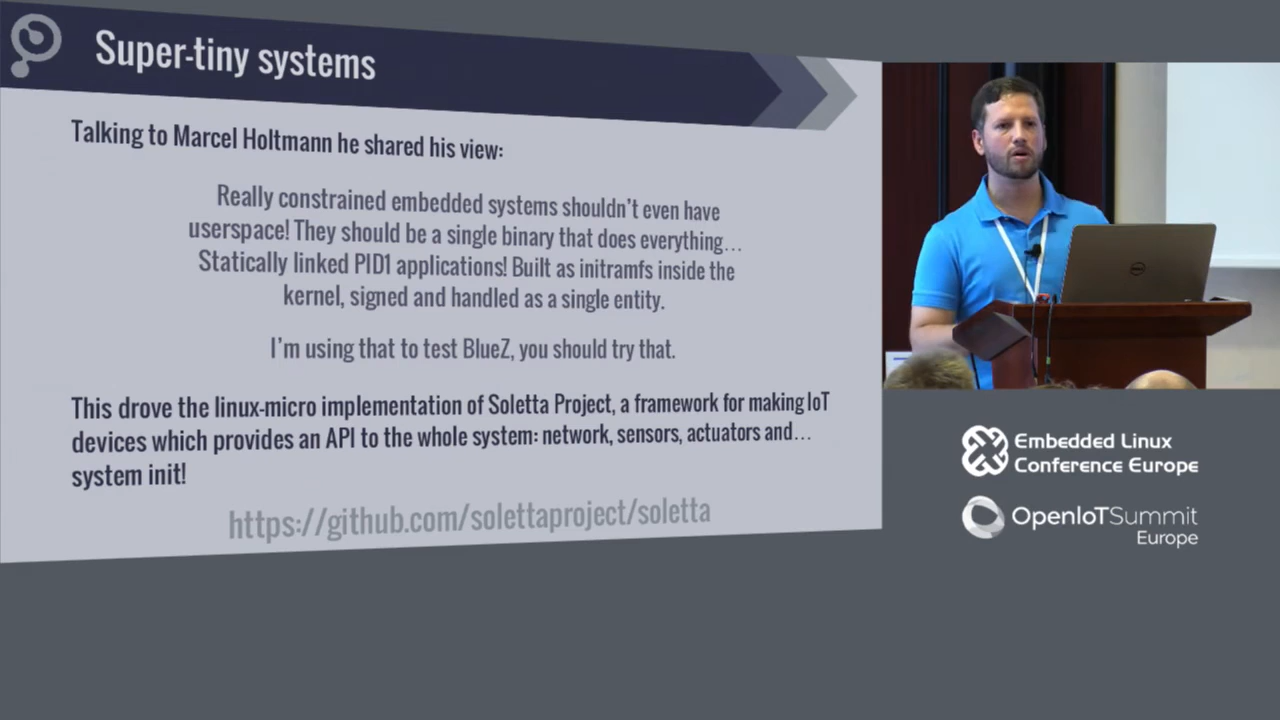 Super-tiny systems
Talking to Marcel Holtmann he shared his view:
Really constrained embedded systems shouldn't even have
userspace! They should be a single binary that does everything…
Statically linked PID1 applications! Built as initramfs inside the
kernel, signed and handled as a single entity.
I'm using that to test BlueZ, you should try that.
This drove the linux-micro implementation of Soletta Project, a framework for making IoT
devices which provides an API to the whole system: network, sensors, actuators and…
system init!
https://github.com/solettaproject/soletta
DELL
Embedded Linux
Conference Europe
OpenIoTSummit
Europe